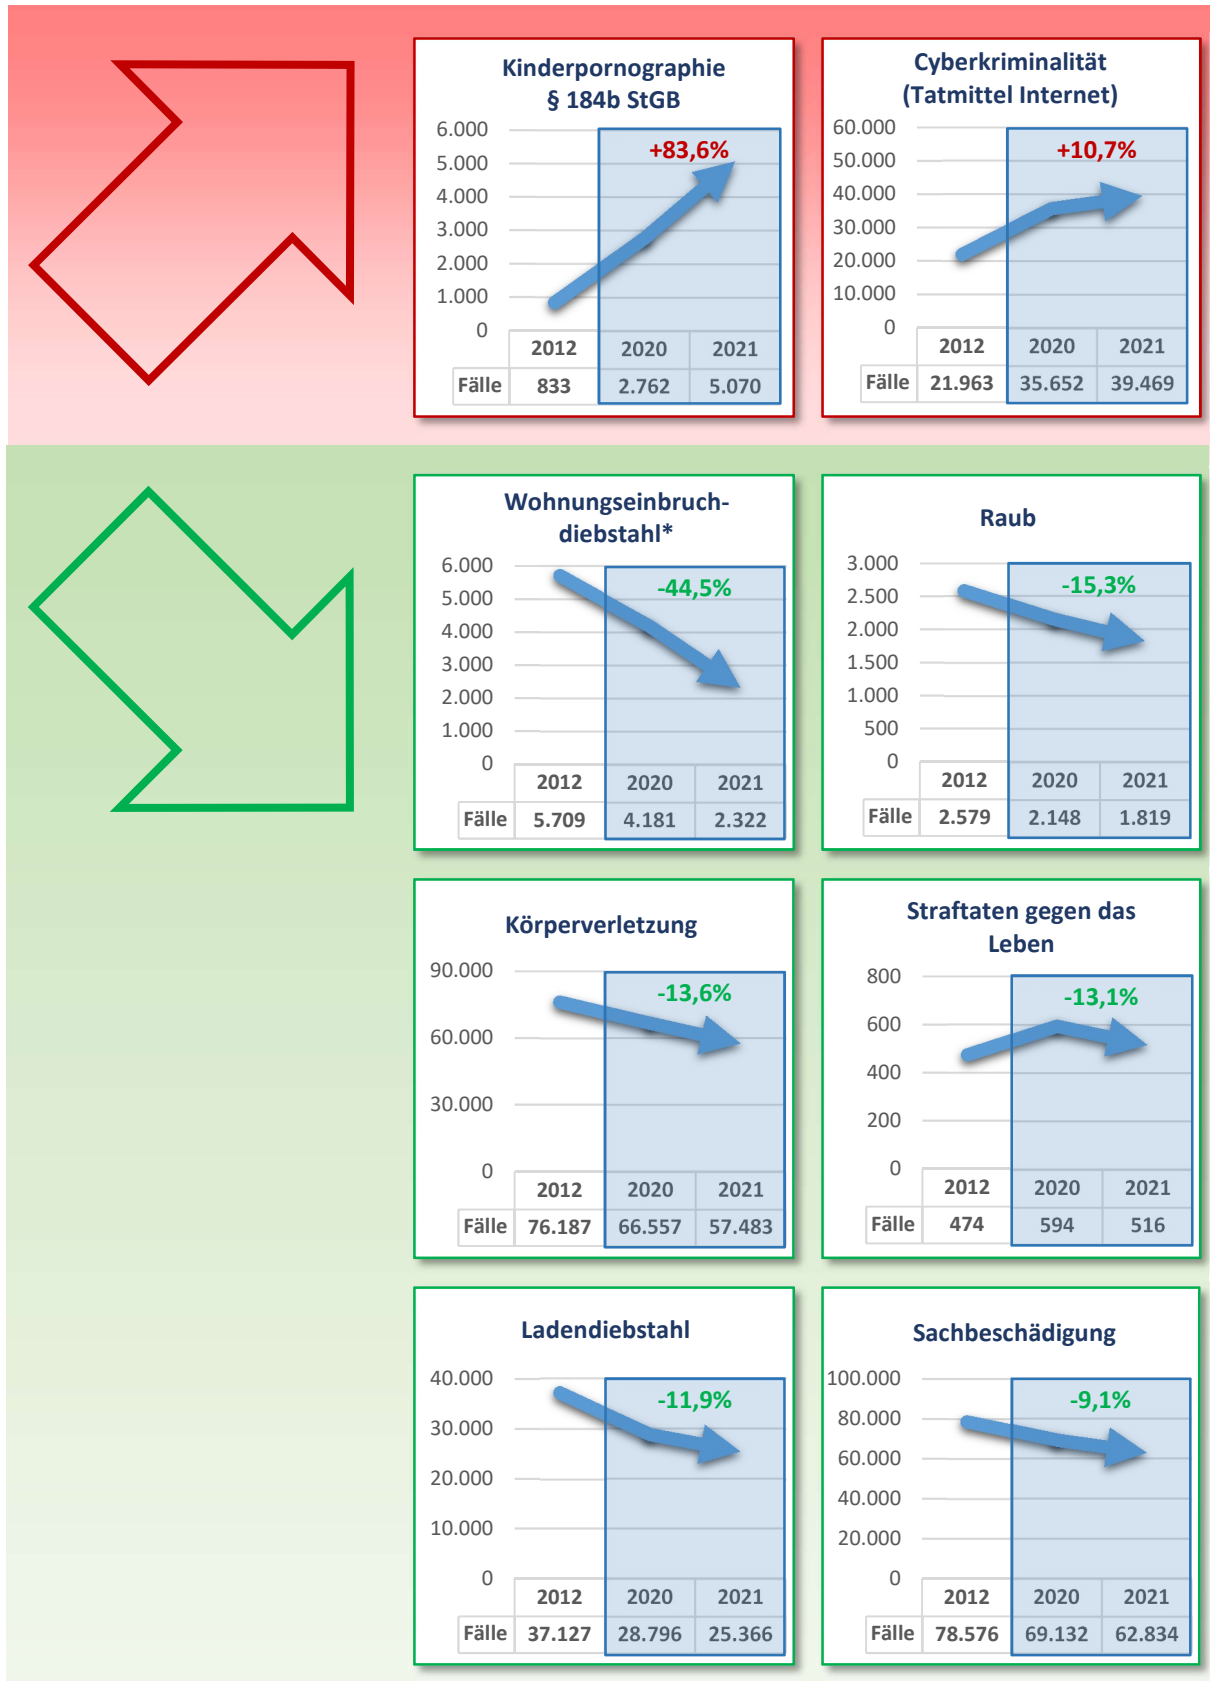 Kinderpornographie
§ 184b StGB
+83,6%
6.000
5.000
4.000
3.000
2.000
1.000
0
2012 2020 2021
Fälle 833 2.762 5.070
Cyberkriminalität
(Tatmittel Internet)
+10,7%
60.000
50.000
40.000
30.000
20.000
10.000
0
2012 2020 2021
Fälle 21.963 35.652 39.469
Wohnungseinbruch-
diebstahl*
-44,5%
6.000
5.000
4.000
3.000
2.000
1.000
0
2012 2020 2021
Fälle 5.709 4.181 2.322
Raub
-15,3%
3.000
2.500
2.000
1.500
1.000
500
0
2012 2020 2021
Fälle 2.579 2.148 1.819
Körperverletzung
-13,6%
90.000
60.000
30.000
0
2012 2020 2021
Fälle 76.187 66.557 57.483
Straftaten gegen das
Leben
-13,1%
800
600
400
200
0
2012 2020 2021
Fälle 474 594 516
Ladendiebstahl
-11,9%
40.000
30.000
20.000
10.000
0
2012 2020 2021
Fälle 37.127 28.796 25.366
Sachbeschädigung
-9,1%
100.000
80.000
60.000
40.000
20.000
0
2012 2020 2021
Fälle 78.576 69.132 62.834